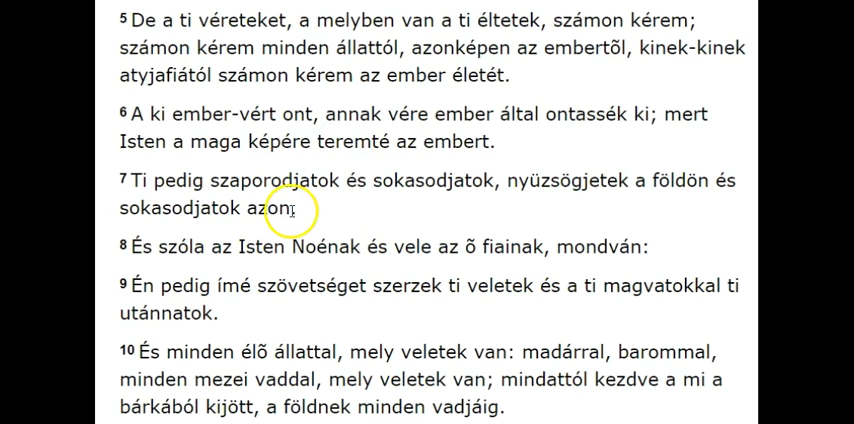 5 De a ti véreteket, a melyben van a ti éltetek, számon kérem;
számon kérem minden állattól, azonképen az embertõl, kinek-kinek
atyjafiától számon kérem az ember életét.
6 A ki ember-vért ont, annak vére ember által ontassék ki; mert
Isten a maga képére teremté az embert.
7 Ti pedig szaporodjatok és sokasodjatok, nyüzsögjetek a földön és
sokasodjatok azon.
8 És szóla az Isten Noénak és vele az õ fiainak, mondván:
9 Én pedig ímé szövetséget szerzek ti veletek és a ti magvatokkal ti
utánnatok.
10 És minden élõ állattal, mely veletek van: madárral, barommal,
minden mezei vaddal, mely veletek van; mindattól kezdve a mi a
bárkából kijött, a földnek minden vadjáig.